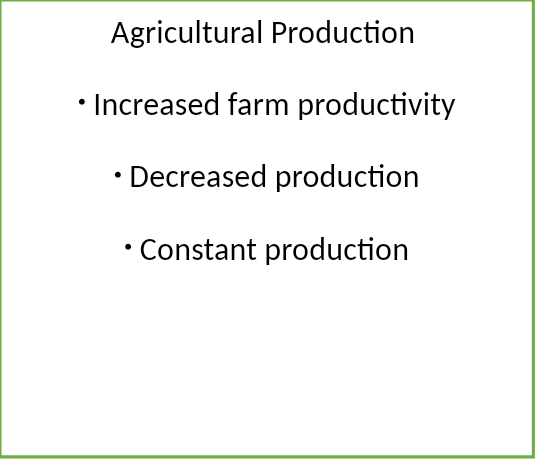 Agricultural Production
• Increased farm productivity
• Decreased production
• Constant production